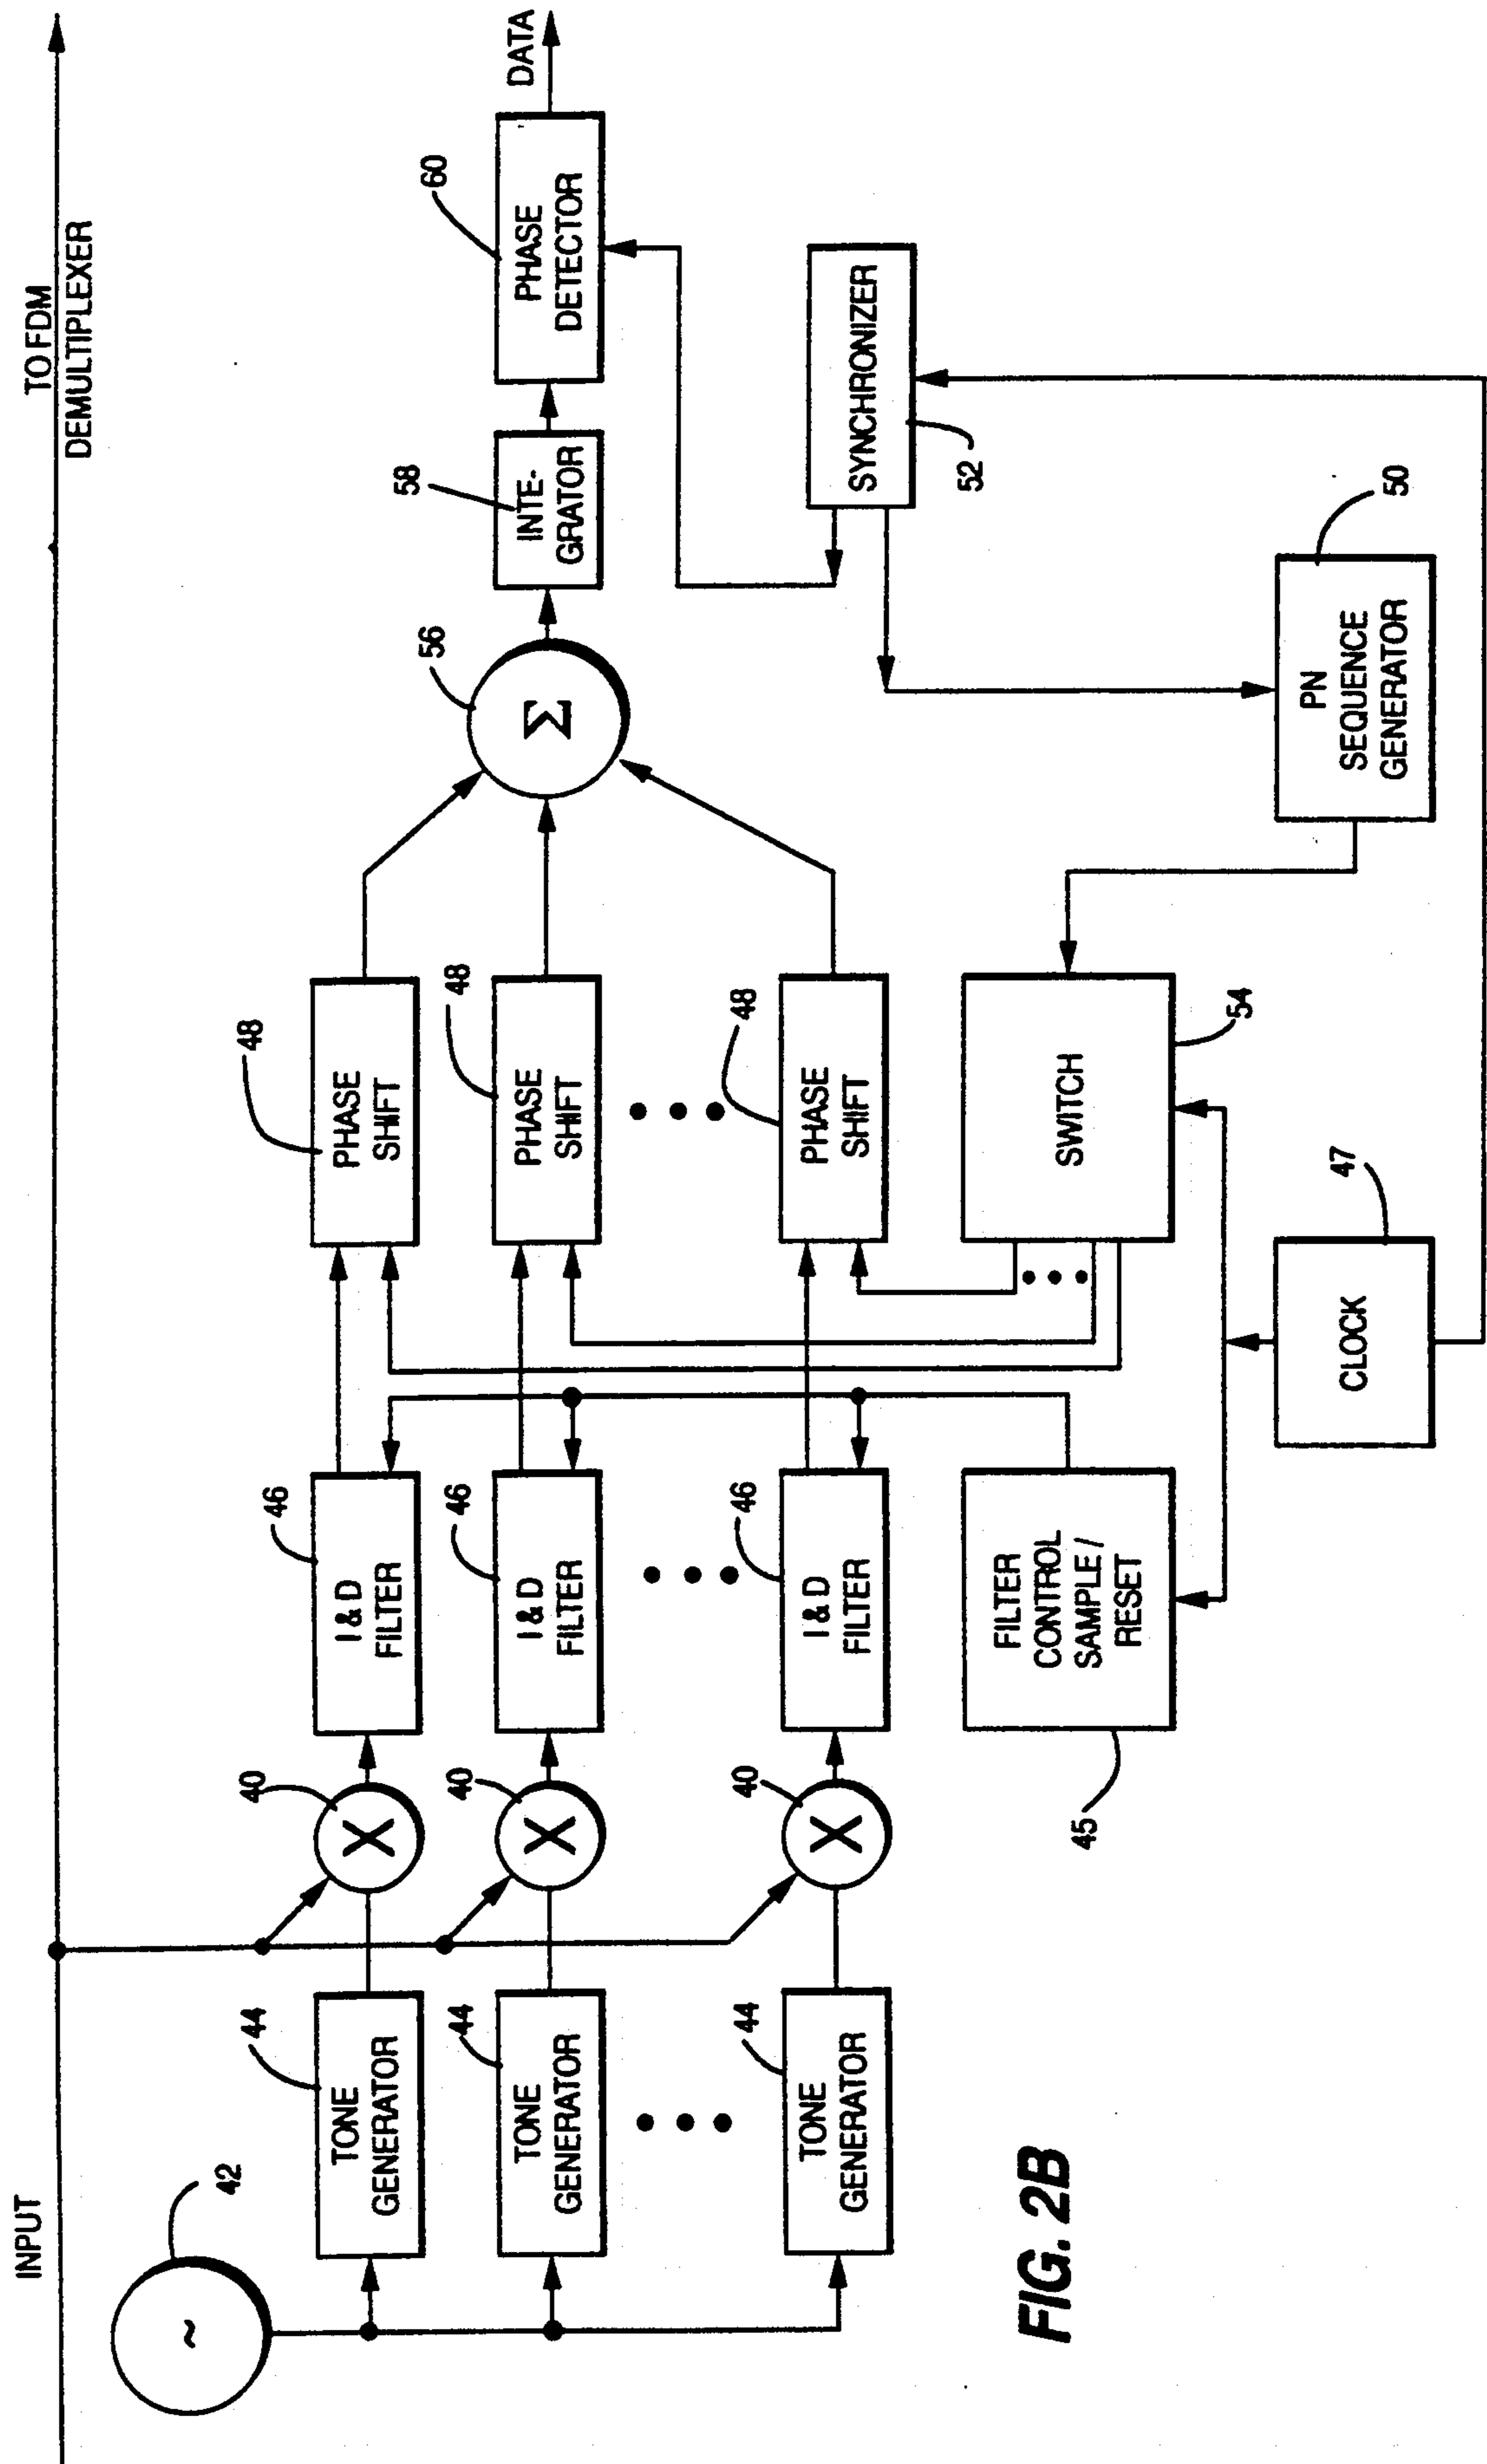 INPUT
TO FDM
DEMULTIPLEXER
42
~
44
TONE
GENERATOR
40
X
46
I & D
FILTER
48
PHASE
SHIFT
44
TONE
GENERATOR
40
X
46
I & D
FILTER
48
PHASE
SHIFT
56
Σ
58
INTE-
GRATOR
60
PHASE
DETECTOR
DATA
44
TONE
GENERATOR
40
X
46
I & D
FILTER
48
PHASE
SHIFT
SYNCHRONIZER
52
45
FILTER
CONTROL
SAMPLE /
RESET
SWITCH
54
47
CLOCK
PN
SEQUENCE
GENERATOR
50
FIG. 2B